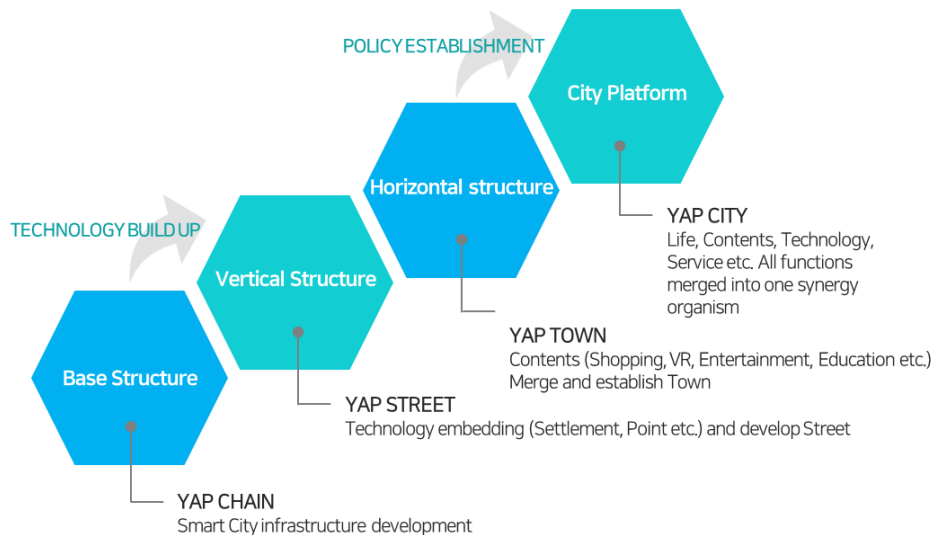 POLICY ESTABLISHMENT
City Platform
Horizontal structure
TECHNOLOGY BUILD UP
YAP CITY
Life, Contents, Technology,
Service etc. All functions
merged into one synergy
organism
Vertical Structure
YAP TOWN
Contents (Shopping, VR, Entertainment, Education etc.)
Merge and establish Town
Base Structure
YAP STREET
Technology embedding (Settlement, Point etc.) and develop Street
YAP CHAIN
Smart City infrastructure development